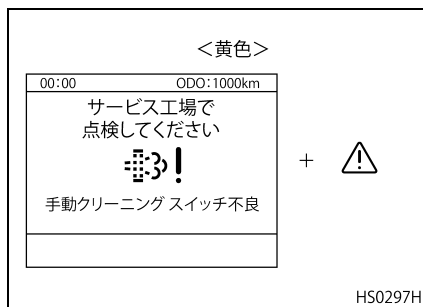 ＜黄色＞
00:00 ODO:1000km
サービス工場で
点検してください
手動クリーニング スイッチ不良
+
HS0297H